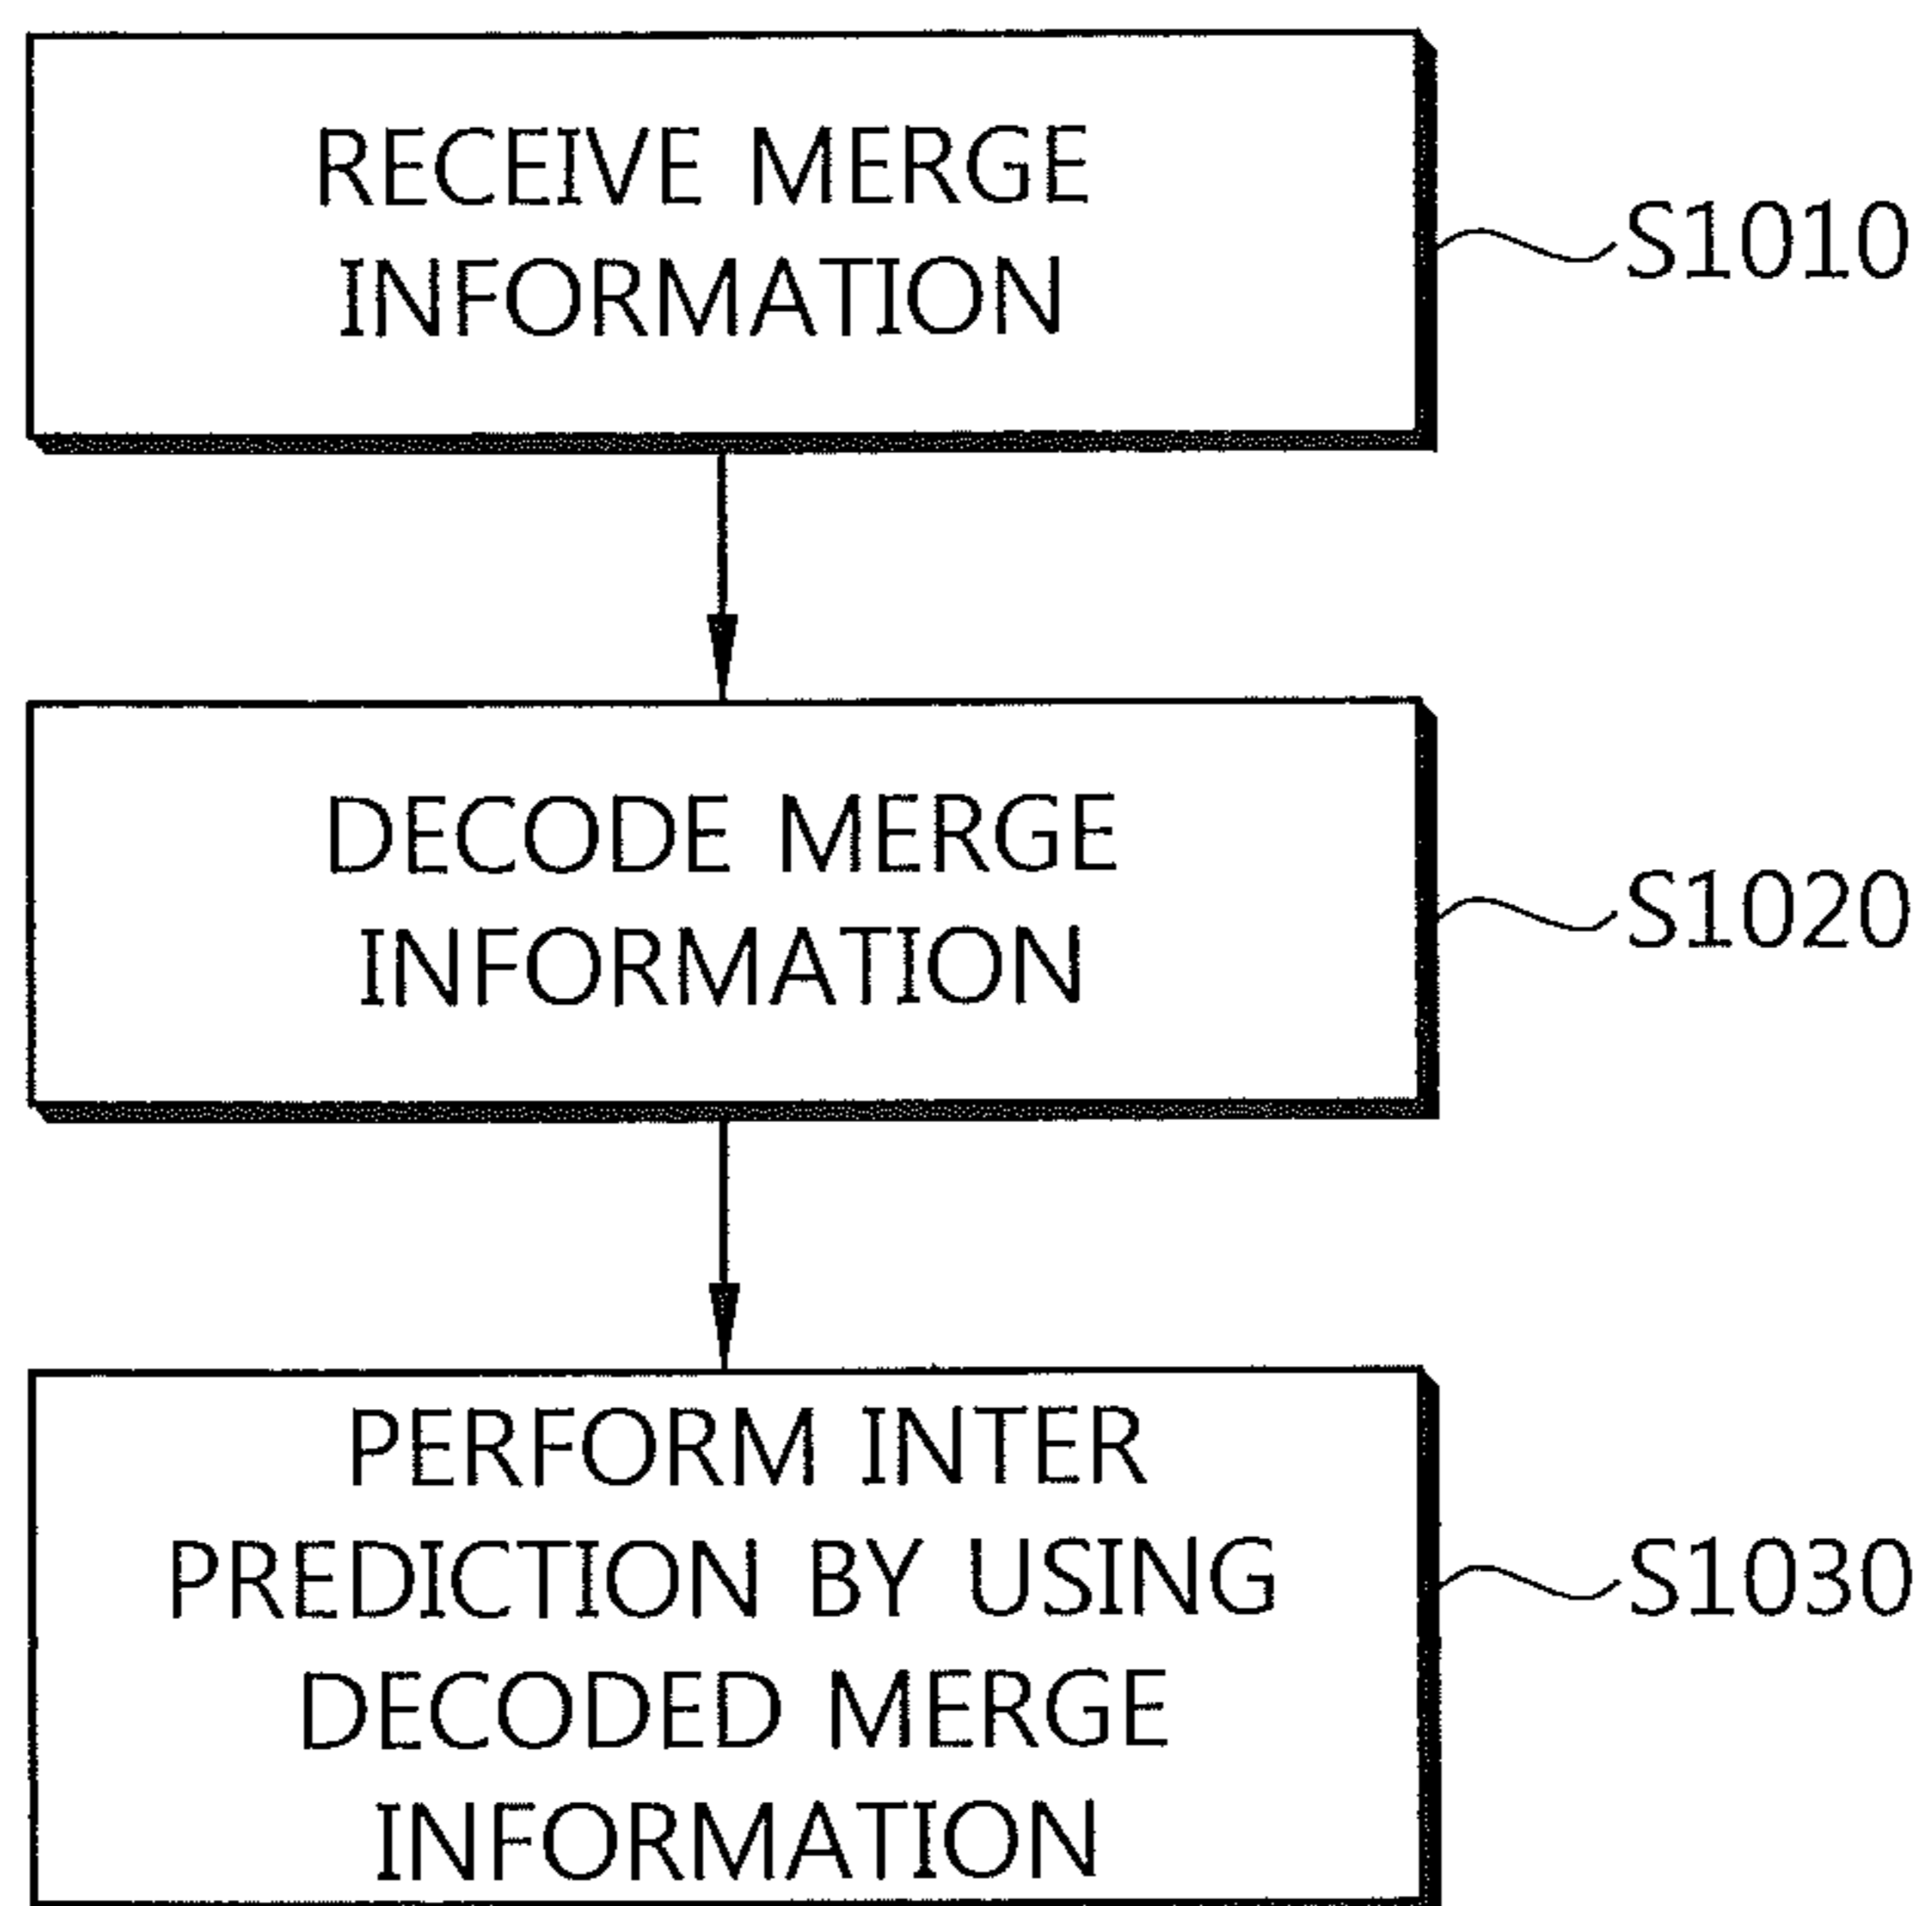 RECEIVE MERGE
INFORMATION
S1010
DECODE MERGE
INFORMATION
S1020
PERFORM INTER
PREDICTION BY USING
DECODED MERGE
INFORMATION
S1030